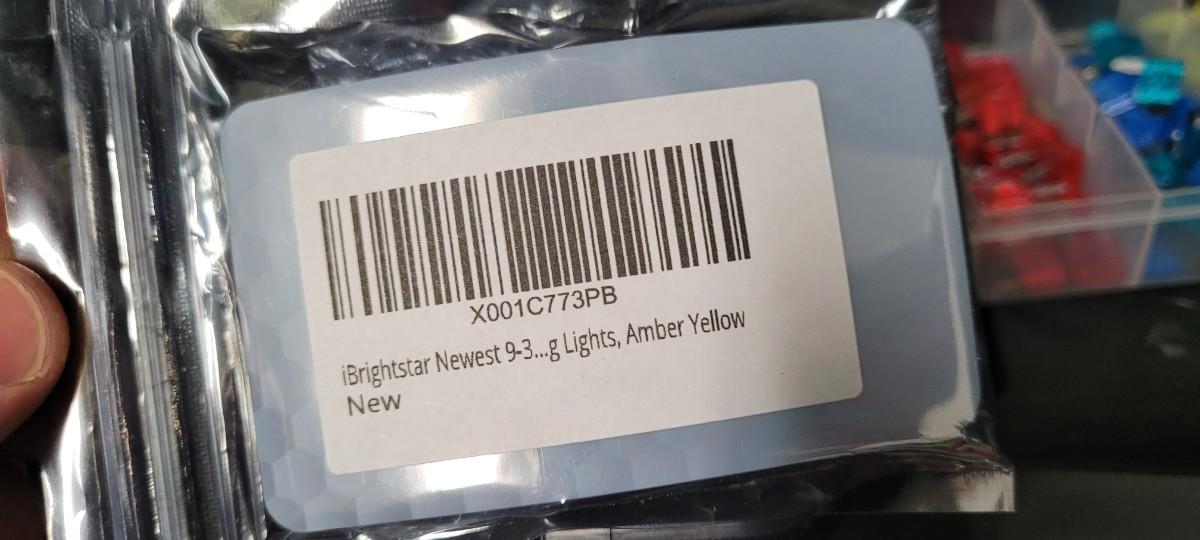 X001C773PB
iBrightstar Newest 9-3...g Lights, Amber Yellow
New